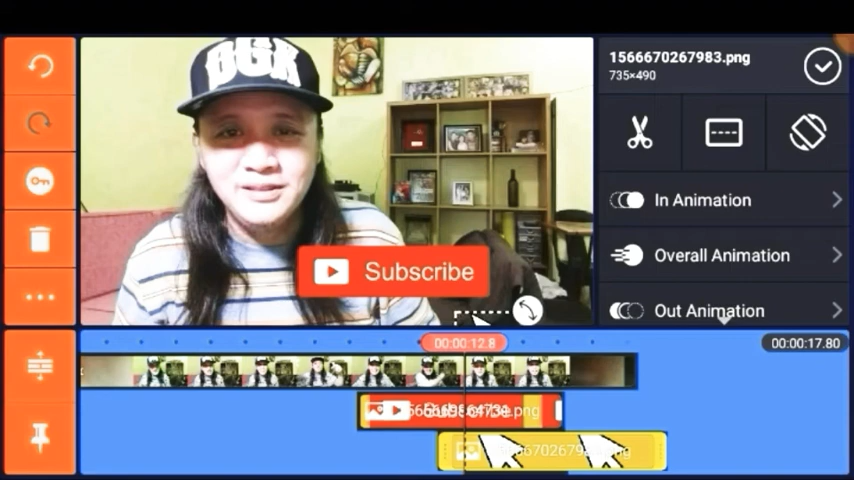 BGK
1566670267983.png
735×490
In Animation
Overall Animation
Out Animation
Subscribe
00:00:12.8
00:00:17.80